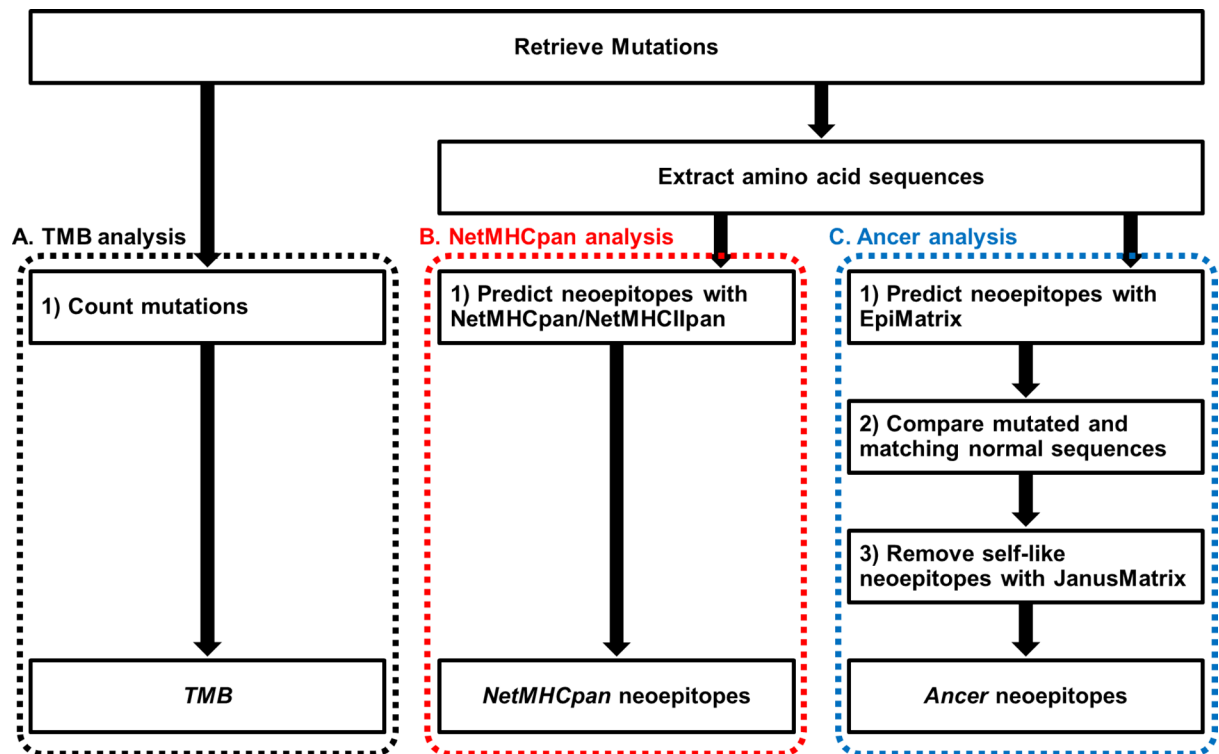 Retrieve Mutations
Extract amino acid sequences
A. TMB analysis
1) Count mutations
TMB
B. NetMHCpan analysis
1) Predict neoepitopes with
NetMHCpan/NetMHCIIpan
NetMHCpan neoepitopes
C. Ancer analysis
1) Predict neoepitopes with
EpiMatrix
2) Compare mutated and
matching normal sequences
3) Remove self-like
neoepitopes with JanusMatrix
Ancer neoepitopes